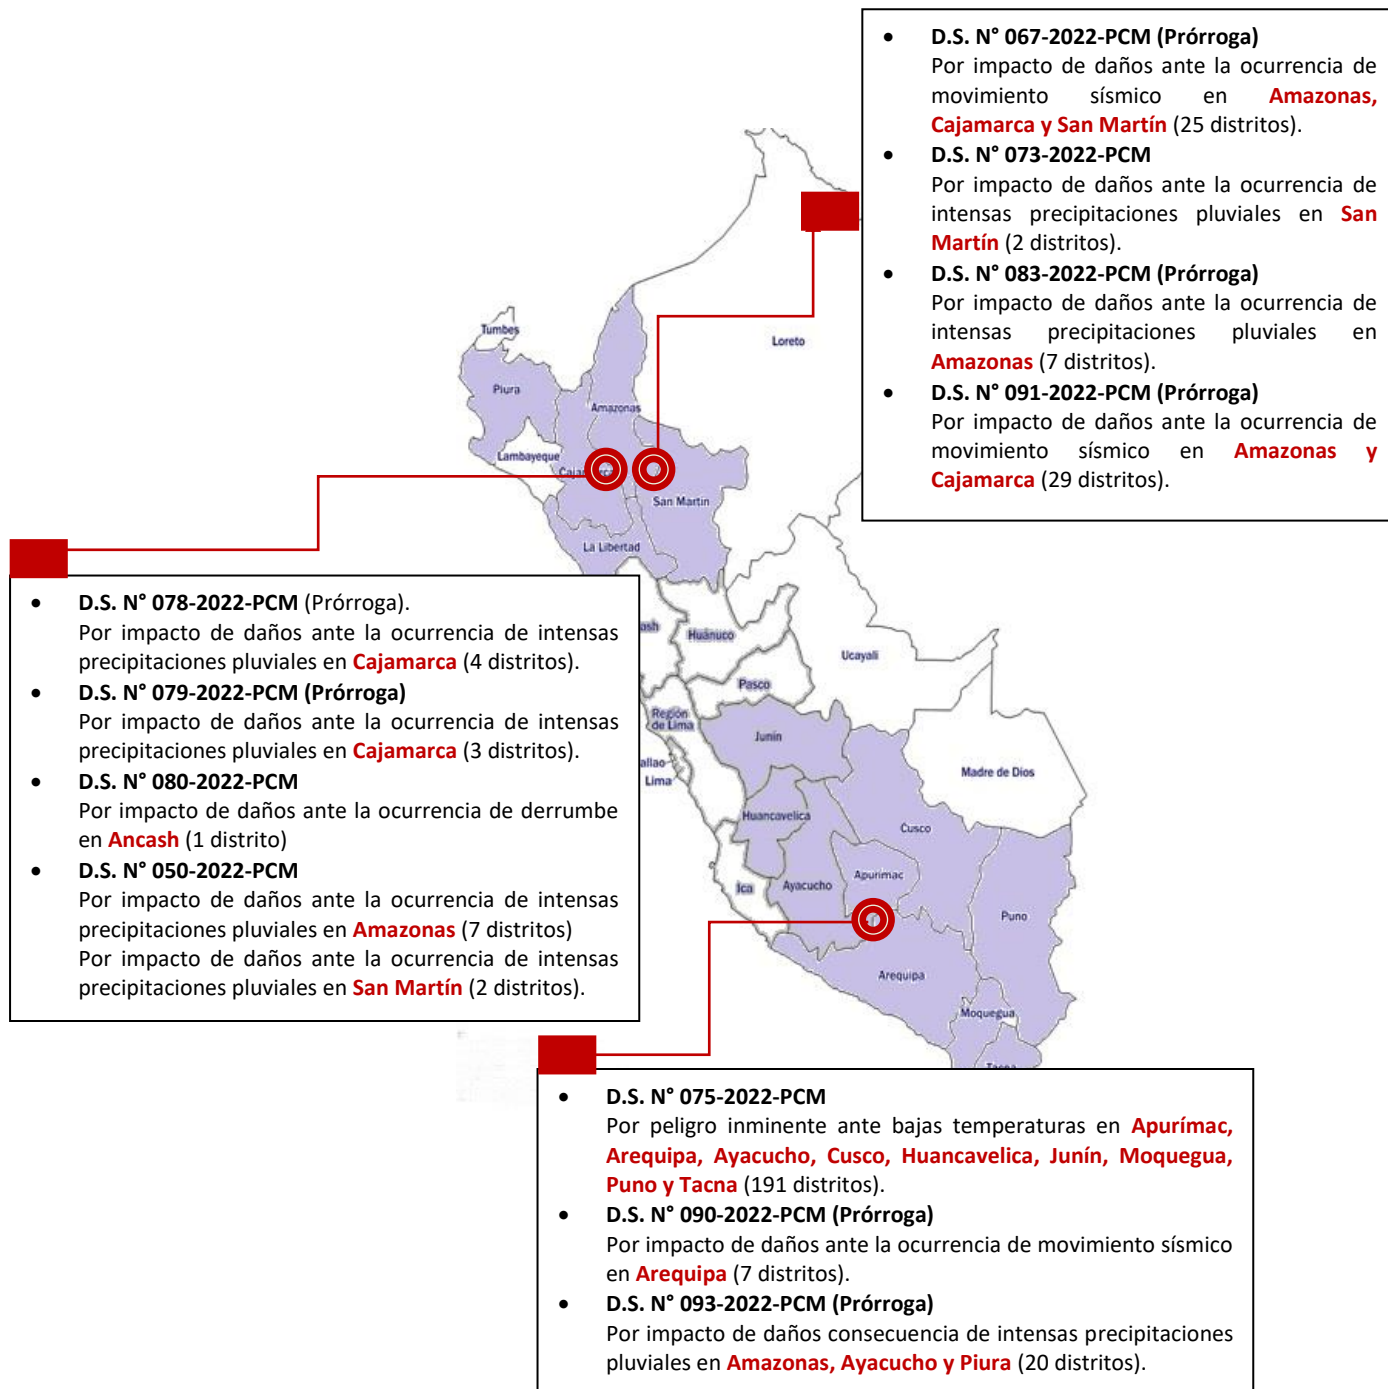 • D.S. N° 067-2022-PCM (Prórroga)
Por impacto de daños ante la ocurrencia de
movimiento sísmico en Amazonas,
Cajamarca y San Martín (25 distritos).
• D.S. N° 073-2022-PCM
Por impacto de daños ante la ocurrencia de
intensas precipitaciones pluviales en San
Martín (2 distritos).
• D.S. N° 083-2022-PCM (Prórroga)
Por impacto de daños ante la ocurrencia de
intensas precipitaciones pluviales en
Amazonas (7 distritos).
• D.S. N° 091-2022-PCM (Prórroga)
Por impacto de daños ante la ocurrencia de
movimiento sísmico en Amazonas y
Cajamarca (29 distritos).
Tumbes
Loreto
Piura
Amazonas
Lambayeque
San Martin
La Libertad
Huánuco
Ucayali
Pasco
Región
de Lima
Junín
Lima
Madre de Dios
Huancavelica
Cusco
Apurimac
Ica
Ayacucho
Puno
Arequipa
Moquegua
• D.S. N° 078-2022-PCM (Prórroga).
Por impacto de daños ante la ocurrencia de intensas
precipitaciones pluviales en Cajamarca (4 distritos).
• D.S. N° 079-2022-PCM (Prórroga)
Por impacto de daños ante la ocurrencia de intensas
precipitaciones pluviales en Cajamarca (3 distritos).
• D.S. N° 080-2022-PCM
Por impacto de daños ante la ocurrencia de derrumbe
en Ancash (1 distrito)
• D.S. N° 050-2022-PCM
Por impacto de daños ante la ocurrencia de intensas
precipitaciones pluviales en Amazonas (7 distritos)
Por impacto de daños ante la ocurrencia de intensas
precipitaciones pluviales en San Martín (2 distritos).
• D.S. N° 075-2022-PCM
Por peligro inminente ante bajas temperaturas en Apurímac,
Arequipa, Ayacucho, Cusco, Huancavelica, Junín, Moquegua,
Puno y Tacna (191 distritos).
• D.S. N° 090-2022-PCM (Prórroga)
Por impacto de daños ante la ocurrencia de movimiento sísmico
en Arequipa (7 distritos).
• D.S. N° 093-2022-PCM (Prórroga)
Por impacto de daños consecuencia de intensas precipitaciones
pluviales en Amazonas, Ayacucho y Piura (20 distritos).